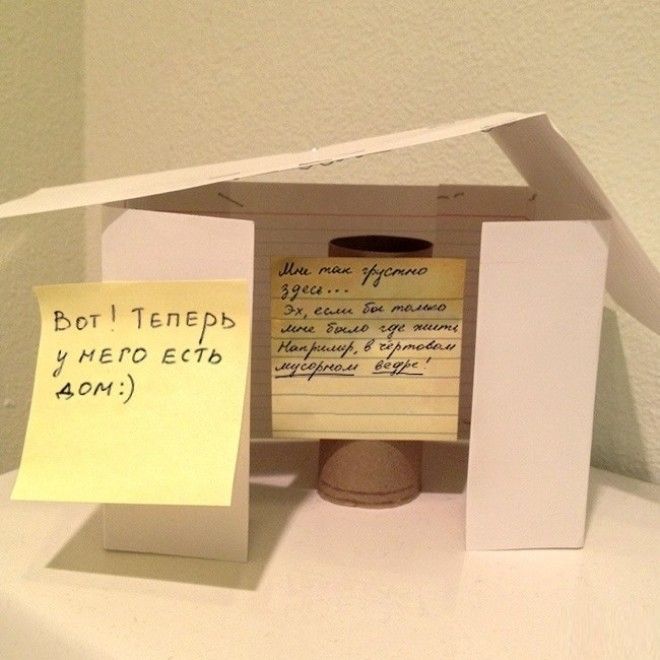 Вот! Теперь
у него есть
дом:)
Мне так грустно
здесь...
Эх, если бы только
мне было где жить,
Например, в чертовом
мусорном ведре!